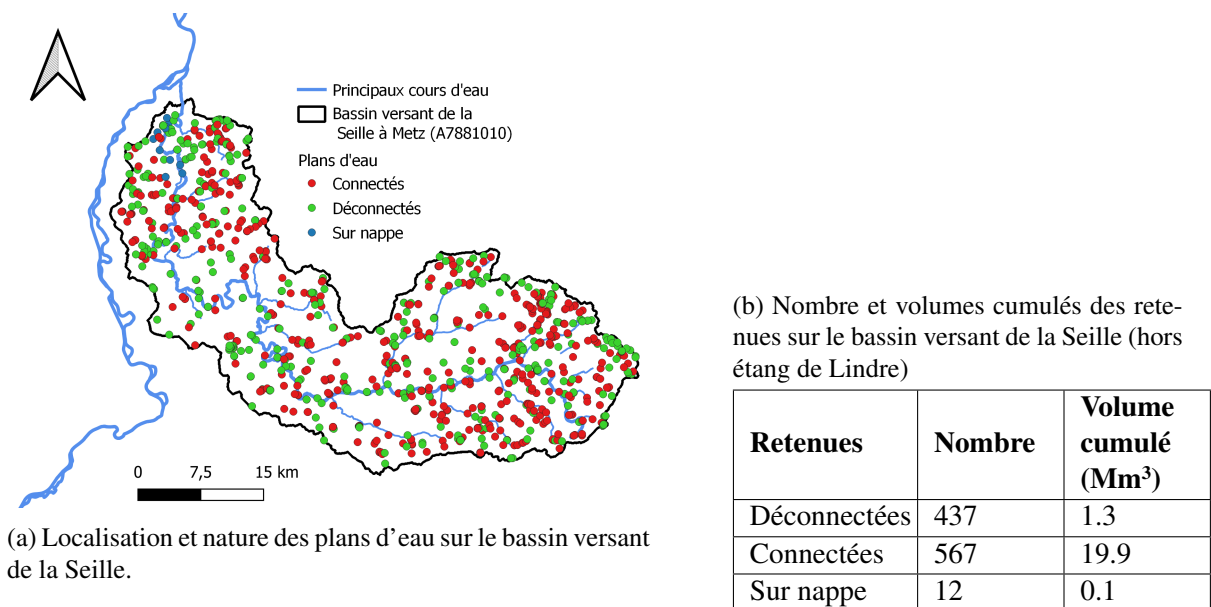 Principaux cours d'eau
Bassin versant de la
Seille à Metz (A7881010)
Plans d'eau
Connectés
Déconnectés
Sur nappe
0 7,5 15 km
(a) Localisation et nature des plans d'eau sur le bassin versant
de la Seille.
(b) Nombre et volumes cumulés des rete-
nues sur le bassin versant de la Seille (hors
étang de Lindre)
Retenues Nombre Volume
cumulé
(Mm³)
Déconnectées 437 1.3
Connectées 567 19.9
Sur nappe 12 0.1